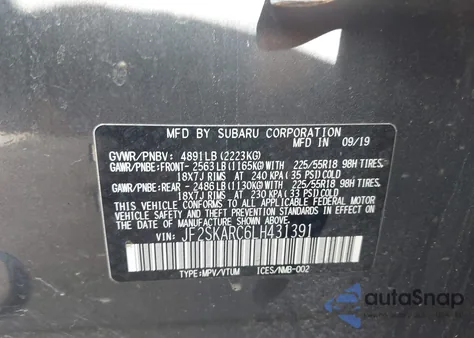 MFD BY SUBARU CORPORATION
MFD IN 09/19
GVWR/PNBV: 4891LB (2223KG)
GAWR/PNBE:FRONT- 2563LB(1165KG)WITH 225/55R18 98H TIRES,
18X7J RIMS AT 240 KPA (35 PSI)COLD
GAWR/PNBE:REAR - 2486LB(1130KG)WITH 225/55R18 98H TIRES,
18X7J RIMS AT 230 KPA (33 PSI)COLD
THIS VEHICLE CONFORMS TO ALL APPLICABLE FEDERAL
MOTOR VEHICLE SAFETY STANDARDS IN EFFECT ON THE
DATE OF MANUFACTURE SHOWN ABOVE.
VIN: JF2SKARC6LH431391
TYPE:MPV/VTUM ICES/NMB-002
autoSnap